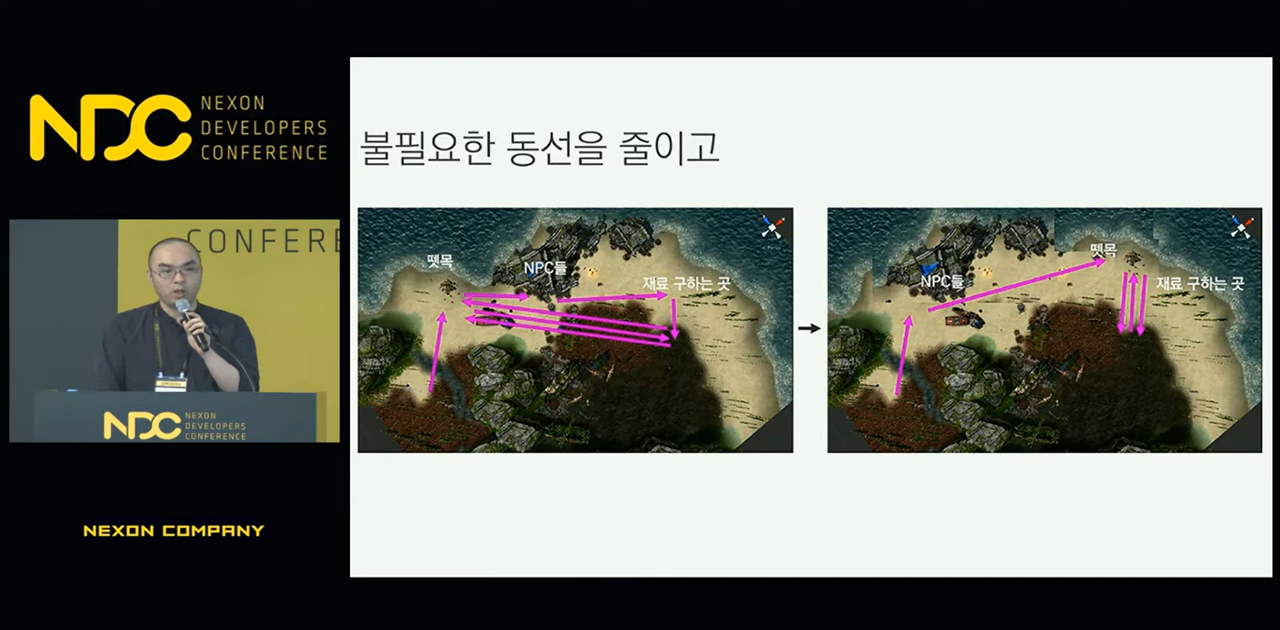 NDC
NEXON
DEVELOPERS
CONFERENCE
CONFERE
NDC
NEXON
DEVELOPERS
CONFERENCE
NEXON COMPANY
불필요한 동선을 줄이고
뗏목
NPC들
재료 구하는 곳
뗏목
NPC들
재료 구하는 곳